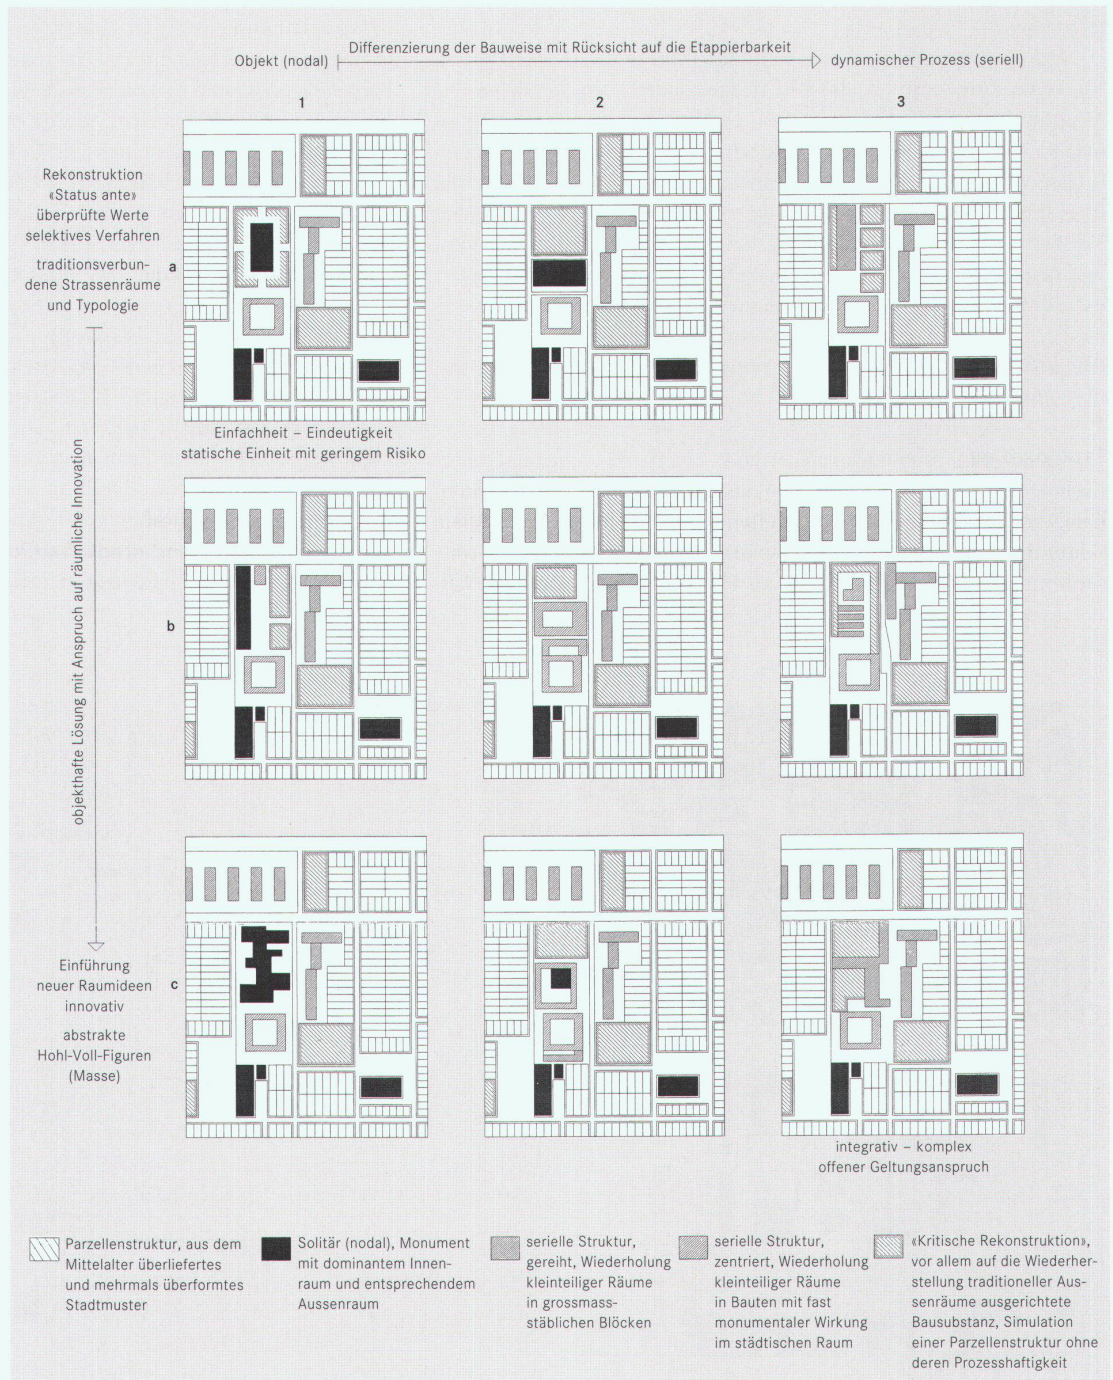 Differenzierung der Bauweise mit Rücksicht auf die Etappierbarkeit
Objekt (nodal)
dynamischer Prozess (seriell)
1
2
3
Rekonstruktion
«Status ante»
überprüfte Werte
selektives Verfahren
traditionsverbun-
dene Strassenräume
und Typologie
a
Einfachheit – Eindeutigkeit
statische Einheit mit geringem Risiko
objekthafte Lösung mit Anspruch auf räumliche Innovation
b
Einführung
neuer Raumideen
innovativ
abstrakte
Hohl-Voll-Figuren
(Masse)
c
integrativ – komplex
offener Geltungsanspruch
Parzellenstruktur, aus dem
Mittelalter überliefertes
und mehrmals überformtes
Stadtmuster
Solitär (nodal), Monument
mit dominantem Innen-
raum und entsprechendem
Aussenraum
serielle Struktur,
gereiht, Wiederholung
kleinteiliger Räume
in grossmass-
stäblichen Blöcken
serielle Struktur,
zentriert, Wiederholung
kleinteiliger Räume
in Bauten mit fast
monumentaler Wirkung
im städtischen Raum
«Kritische Rekonstruktion»,
vor allem auf die Wiederher-
stellung traditioneller Aus-
senräume ausgerichtete
Bausubstanz, Simulation
einer Parzellenstruktur ohne
deren Prozesshaftigkeit